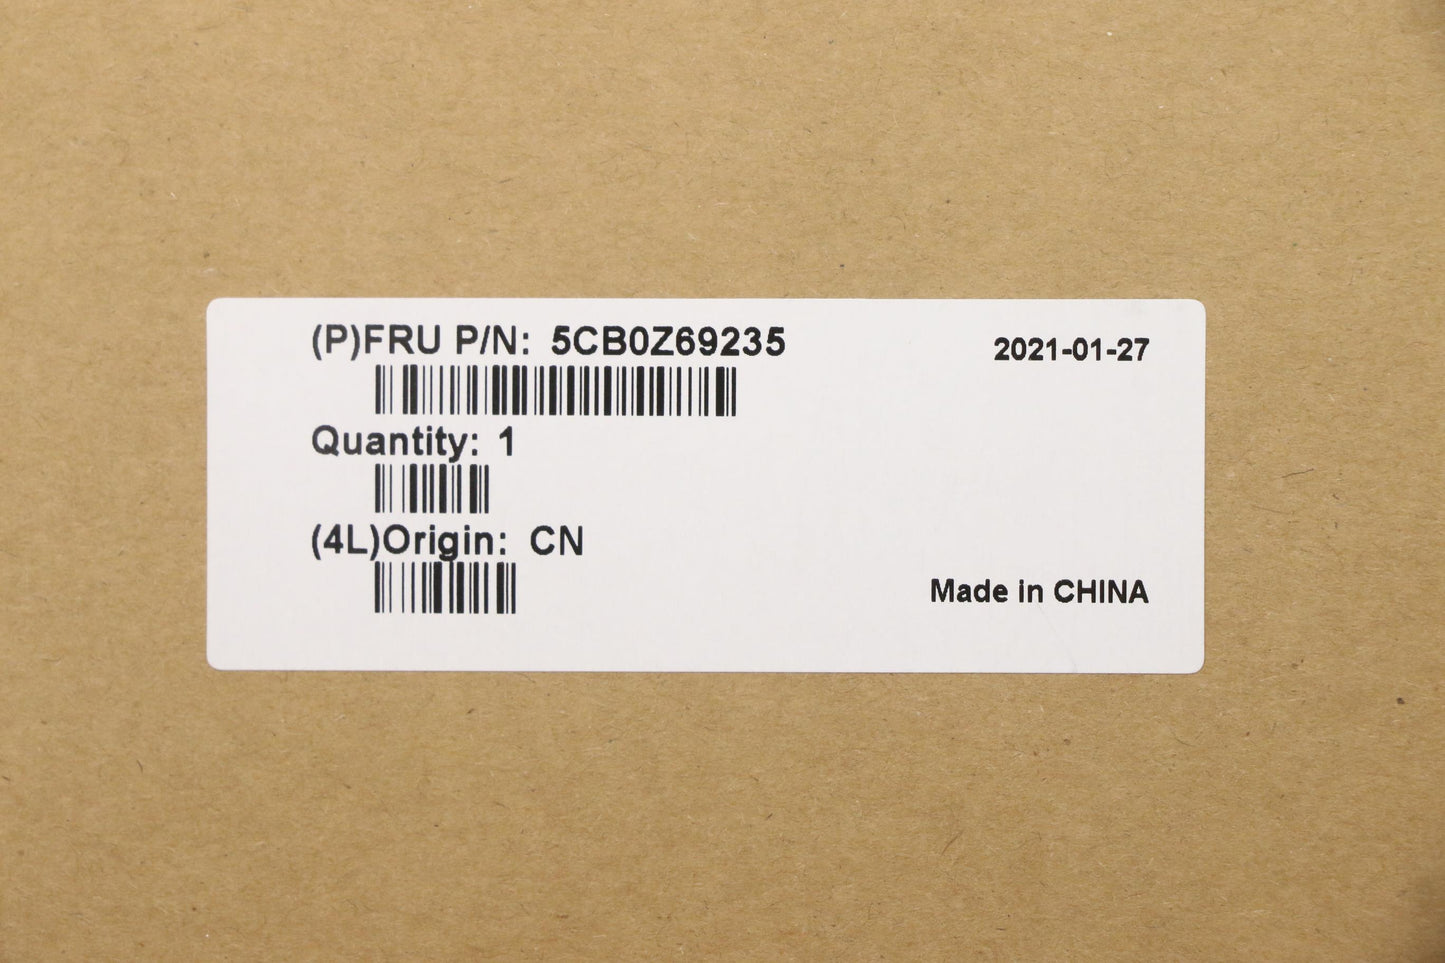 (P)FRU P/N: 5CB0Z69235
2021-01-27
Quantity: 1
(4L)Origin: CN
Made in CHINA